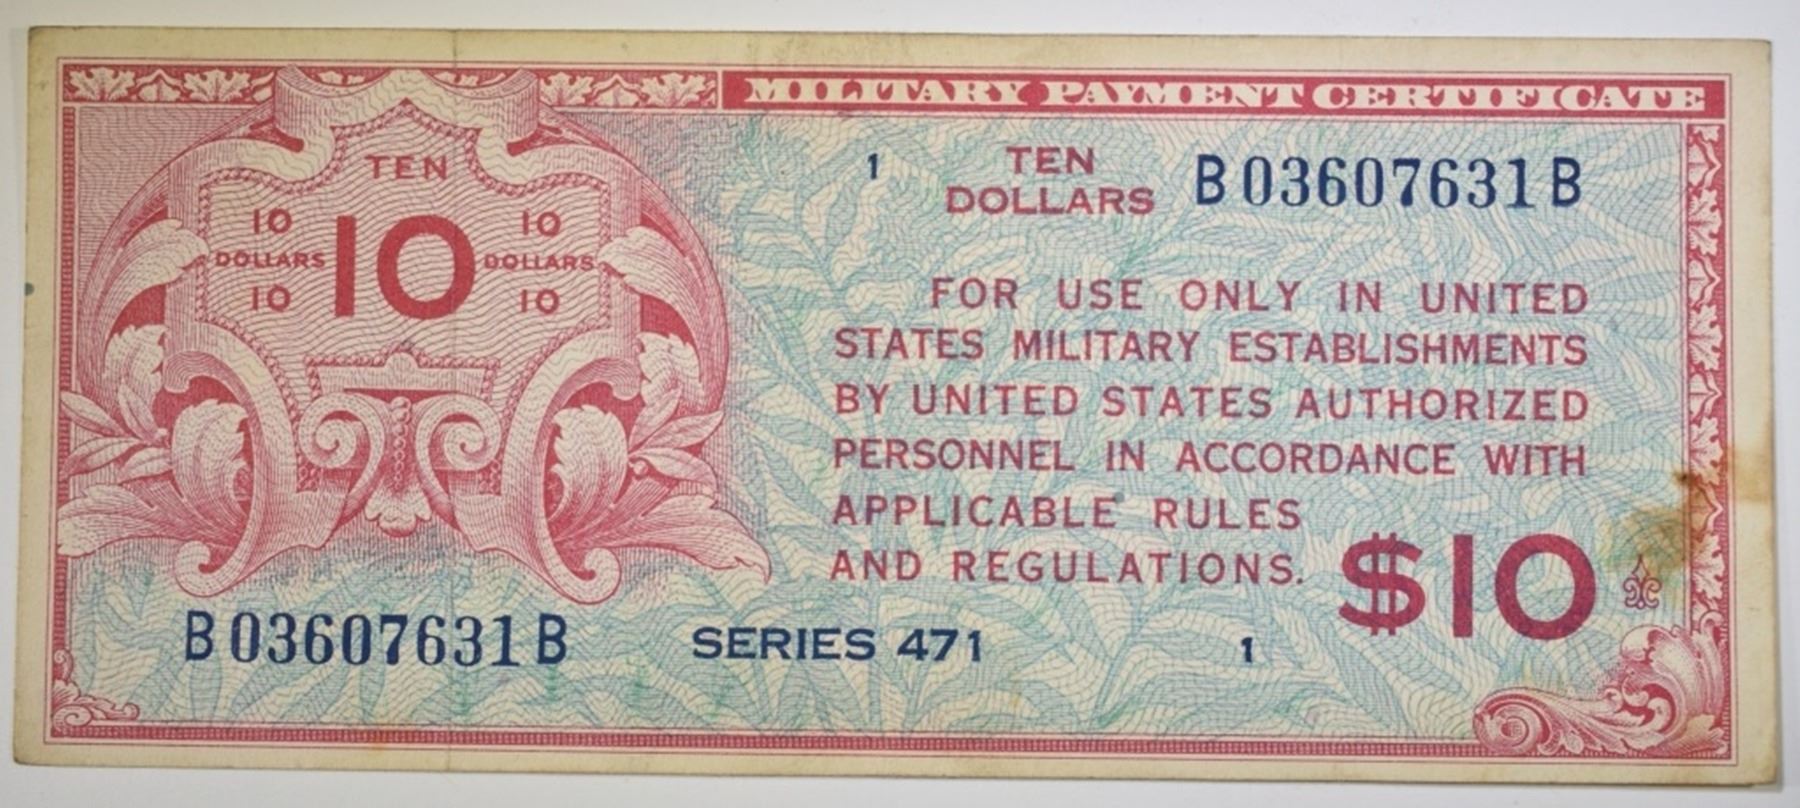 MILITARY PAYMENT CERTIFICATE
TEN
10 10
DOLLARS 10 DOLLARS
10 10
1 TEN DOLLARS B03607631B
FOR USE ONLY IN UNITED
STATES MILITARY ESTABLISHMENTS
BY UNITED STATES AUTHORIZED
PERSONNEL IN ACCORDANCE WITH
APPLICABLE RULES
AND REGULATIONS.
$10
B03607631B SERIES 471 1